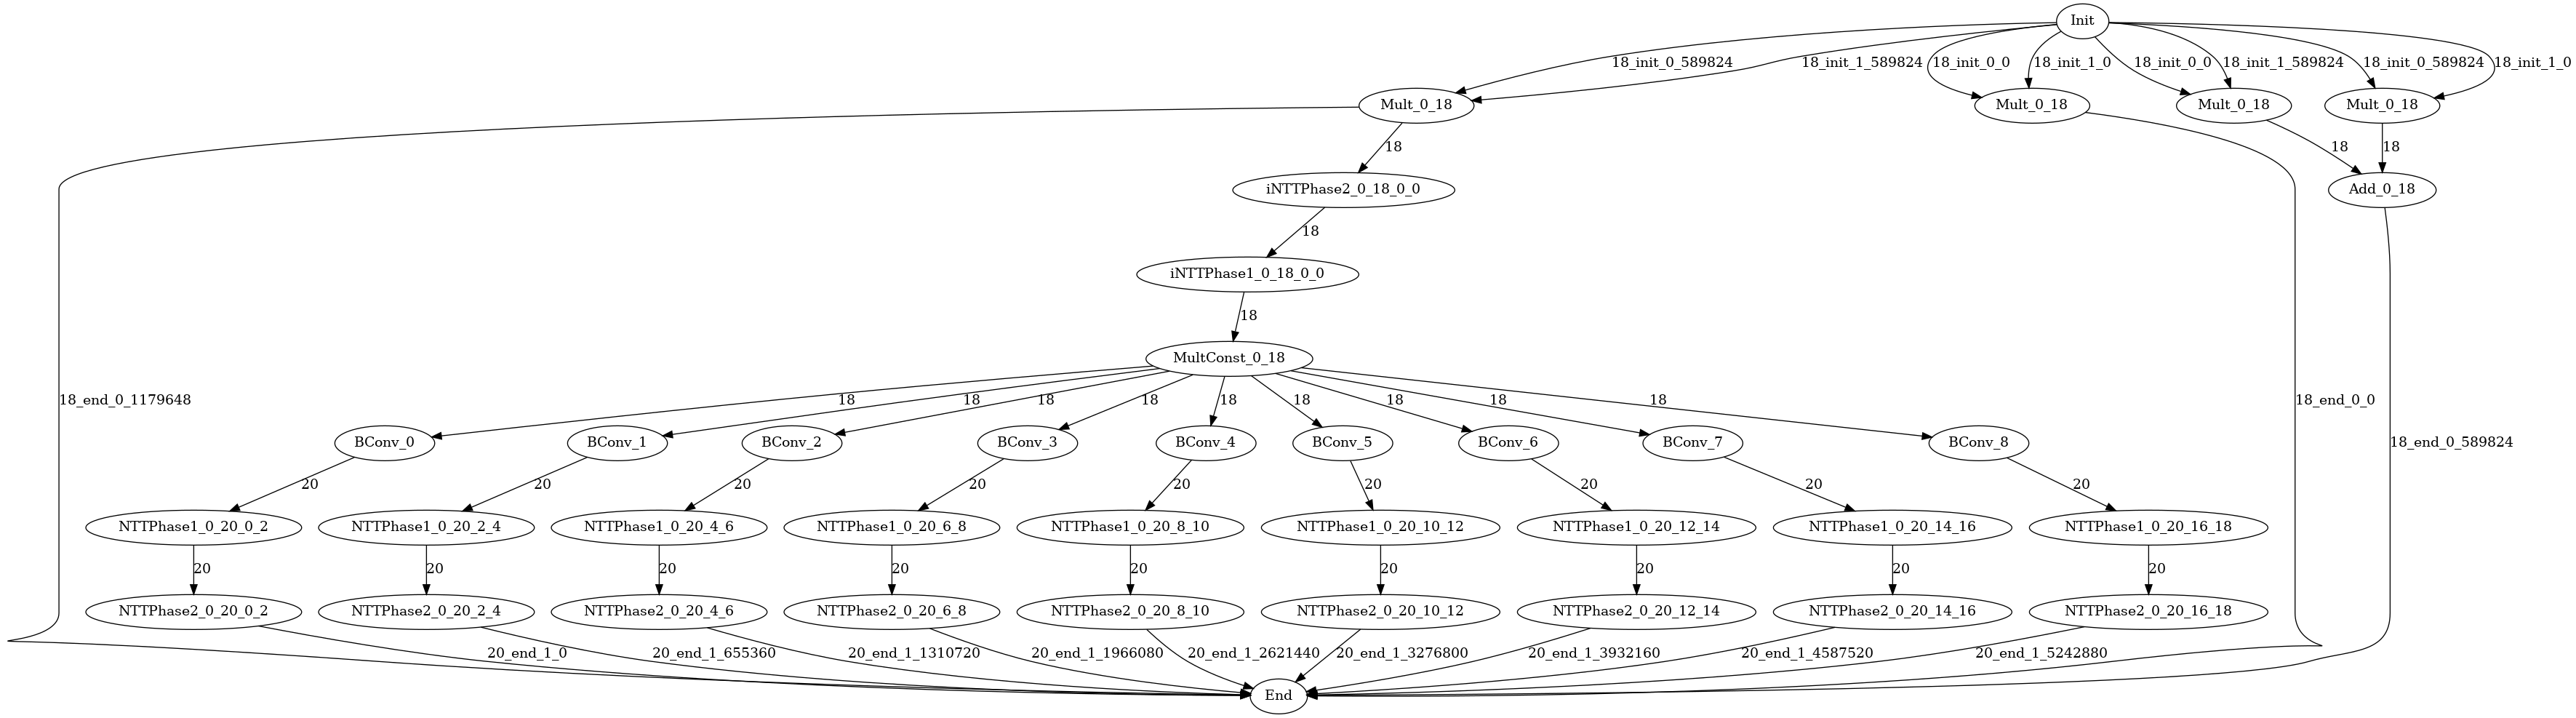 Init
18_init_0_589824
18_init_1_589824
18_init_0_0
18_init_1_0
18_init_0_0
18_init_1_589824
18_init_0_589824
18_init_1_0
Mult_0_18
Mult_0_18
Mult_0_18
Mult_0_18
18
18
18
iNTTPhase2_0_18_0_0
Add_0_18
18
iNTTPhase1_0_18_0_0
18
MultConst_0_18
18_end_0_1179648
18
18
18
18
18
18
18
18
18
18_end_0_0
BConv_0
BConv_1
BConv_2
BConv_3
BConv_4
BConv_5
BConv_6
BConv_7
BConv_8
18_end_0_589824
20
20
20
20
20
20
20
20
20
NTTPhase1_0_20_0_2
NTTPhase1_0_20_2_4
NTTPhase1_0_20_4_6
NTTPhase1_0_20_6_8
NTTPhase1_0_20_8_10
NTTPhase1_0_20_10_12
NTTPhase1_0_20_12_14
NTTPhase1_0_20_14_16
NTTPhase1_0_20_16_18
20
20
20
20
20
20
20
20
20
NTTPhase2_0_20_0_2
NTTPhase2_0_20_2_4
NTTPhase2_0_20_4_6
NTTPhase2_0_20_6_8
NTTPhase2_0_20_8_10
NTTPhase2_0_20_10_12
NTTPhase2_0_20_12_14
NTTPhase2_0_20_14_16
NTTPhase2_0_20_16_18
20_end_1_0
20_end_1_655360
20_end_1_1310720
20_end_1_1966080
20_end_1_2621440
20_end_1_3276800
20_end_1_3932160
20_end_1_4587520
20_end_1_5242880
End